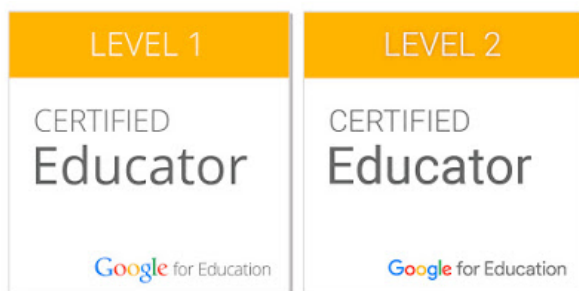 LEVEL 1
CERTIFIED
Educator
Google for Education
LEVEL 2
CERTIFIED
Educator
Google for Education